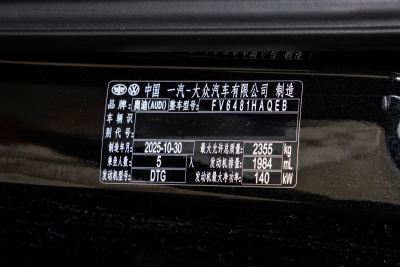 中国 一汽-大众汽车有限公司 制造
品牌 奥迪(AUDI) 整车型号 FV6481HAQEB
车辆识别代号
制造年月 2025-10-30 最大允许总质量 2355 kg
乘坐人数 5 人 发动机排量 1984 mL
发动机型号 DTG 发动机最大净功率 140 kW